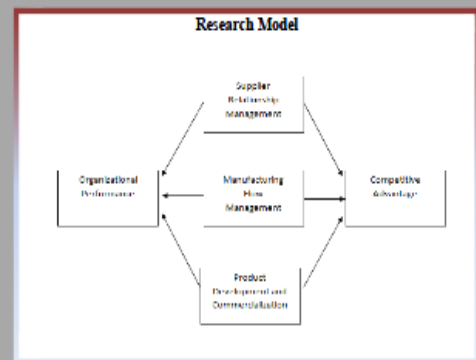 Research Model
Supplier
Relationship
Management
Organizational
Performance
Manufacturing
Flow
Management
Competitive
Advantage
Product
Development and
Commercialization